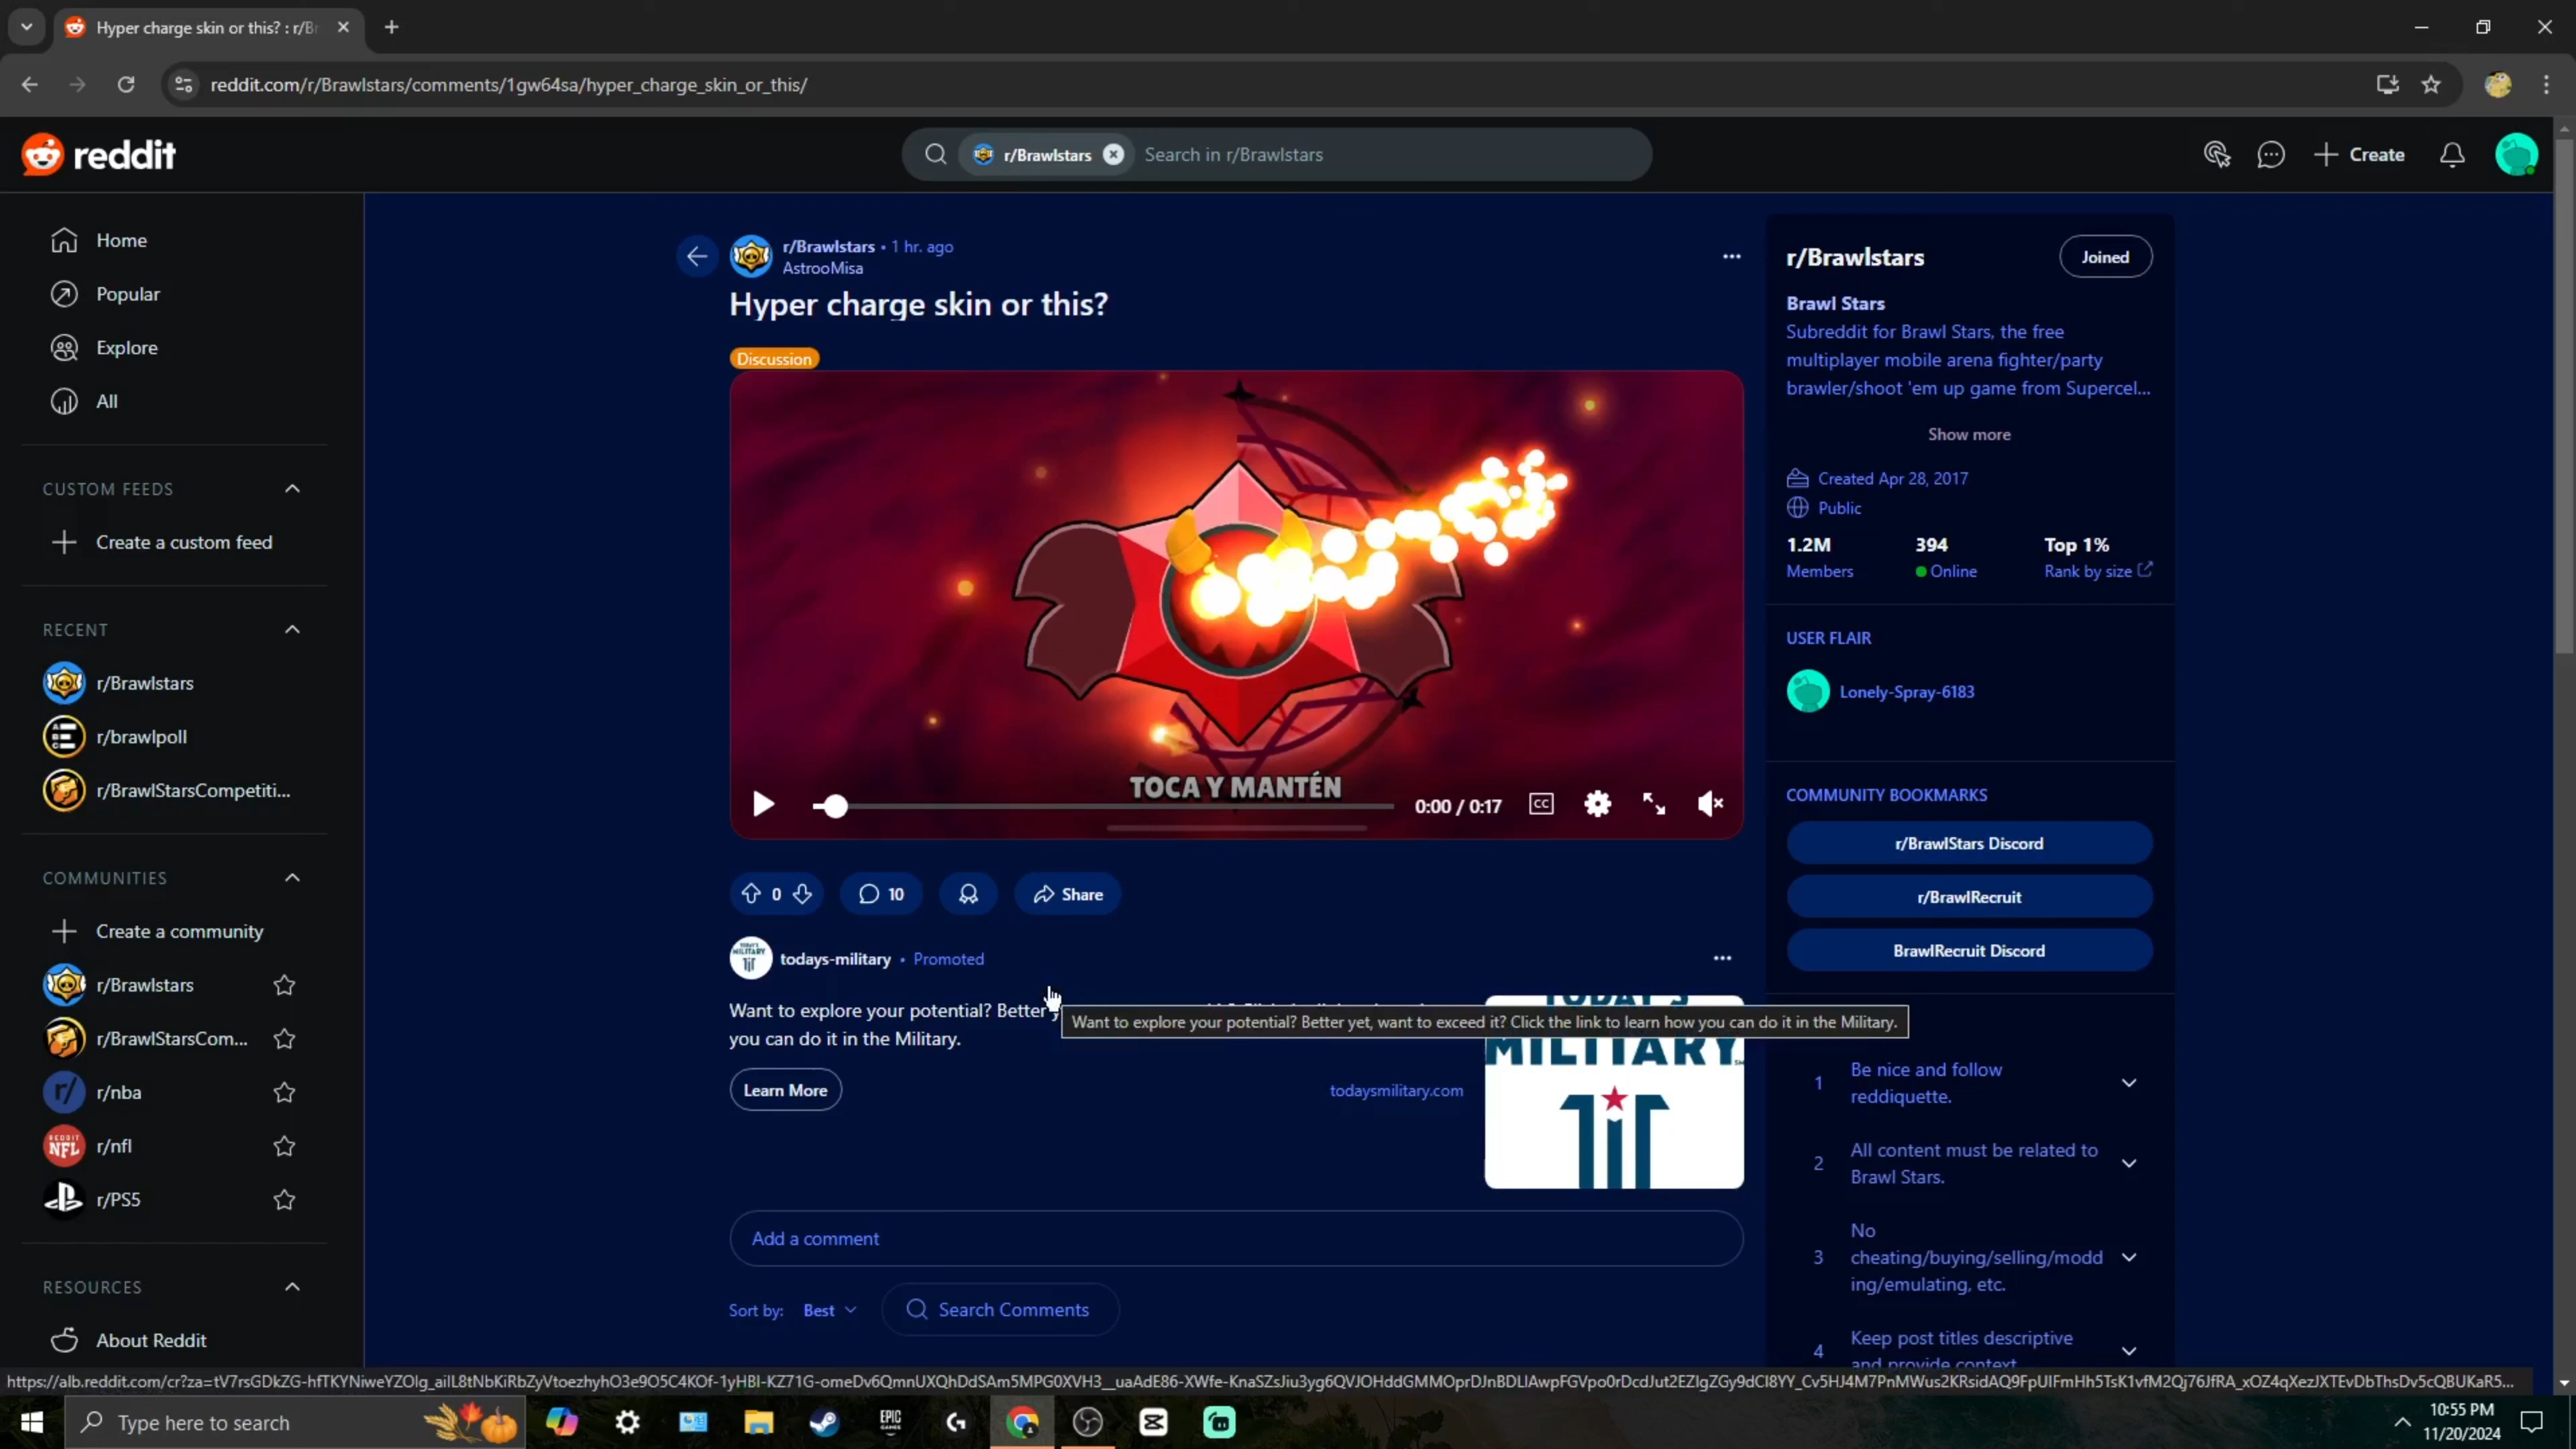 Hyper charge skin or this? : r/Br
reddit.com/r/Brawlstars/comments/1gw64sa/hyper_charge_skin_or_this/
reddit
r/Brawlstars
Search in r/Brawlstars
Create
Home
Popular
Explore
All
CUSTOM FEEDS
Create a custom feed
RECENT
r/Brawlstars
r/brawlpoll
r/BrawlStarsCompetiti...
COMMUNITIES
Create a community
r/Brawlstars
r/BrawlStarsCom...
r/nba
r/nfl
r/PS5
RESOURCES
About Reddit
r/Brawlstars • 1 hr. ago
AstrooMisa
Hyper charge skin or this?
Discussion
TOCA Y MANTÉN
0:00 / 0:17
CC
0
10
Share
todays-military • Promoted
Want to explore your potential? Better
you can do it in the Military.
Want to explore your potential? Better yet, want to exceed it? Click the link to learn how you can do it in the Military.
Learn More
todaysmilitary.com
TODAY'S
MILITARY
Add a comment
Sort by: Best
Search Comments
r/Brawlstars
Joined
Brawl Stars
Subreddit for Brawl Stars, the free
multiplayer mobile arena fighter/party
brawler/shoot 'em up game from Supercel...
Show more
Created Apr 28, 2017
Public
1.2M 394 Top 1%
Members Online Rank by size
USER FLAIR
Lonely-Spray-6183
COMMUNITY BOOKMARKS
r/BrawlStars Discord
r/BrawlRecruit
BrawlRecruit Discord
1 Be nice and follow
reddiquette.
2 All content must be related to
Brawl Stars.
3 No
cheating/buying/selling/modd
ing/emulating, etc.
4 Keep post titles descriptive
and provide context
Type here to search
EPIC
GAMES
10:55 PM
11/20/2024